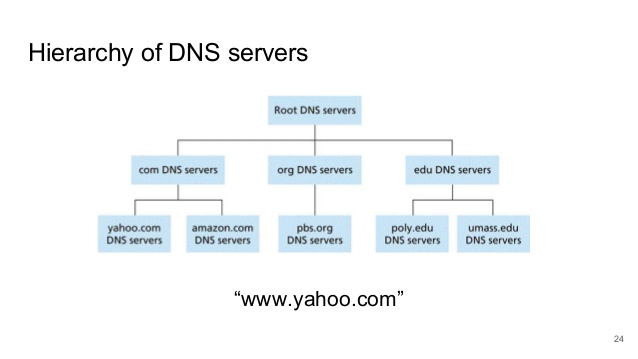 Hierarchy of DNS servers
Root DNS servers
com DNS servers
org DNS servers
edu DNS servers
yahoo.com
DNS servers
amazon.com
DNS servers
pbs.org
DNS servers
poly.edu
DNS servers
umass.edu
DNS servers
“www.yahoo.com”
24